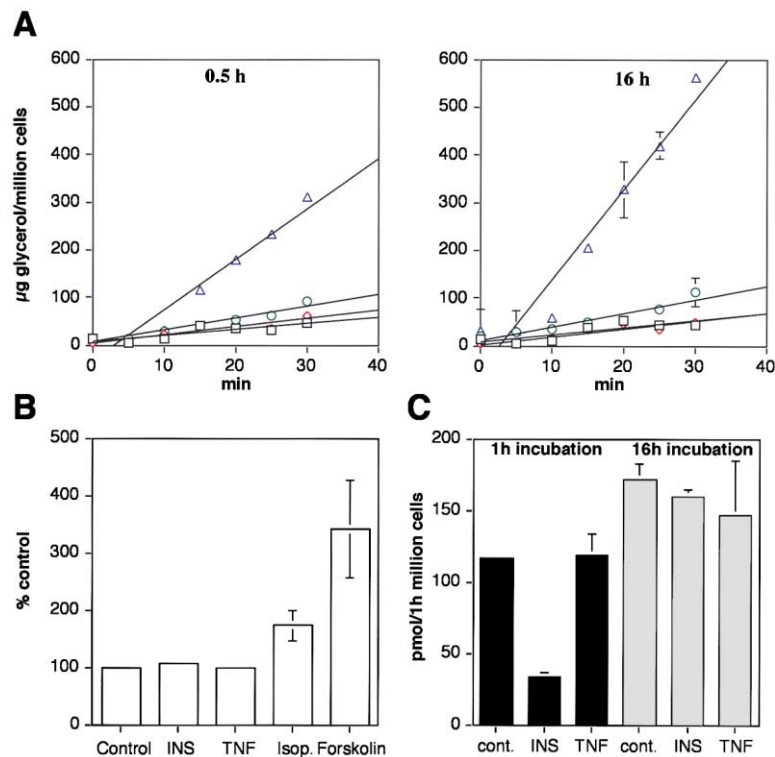 A
0.5 h
16 h
600
500
400
300
200
100
0
µg glycerol/million cells
0 10 20 30 40
min
600
500
400
300
200
100
0
0 10 20 30 40
min
B
500
400
300
200
100
0
% control
Control INS TNF Isop. Forskolin
C
1h incubation 16h incubation
200
150
100
50
0
pmol/1h million cells
cont. INS TNF cont. INS TNF